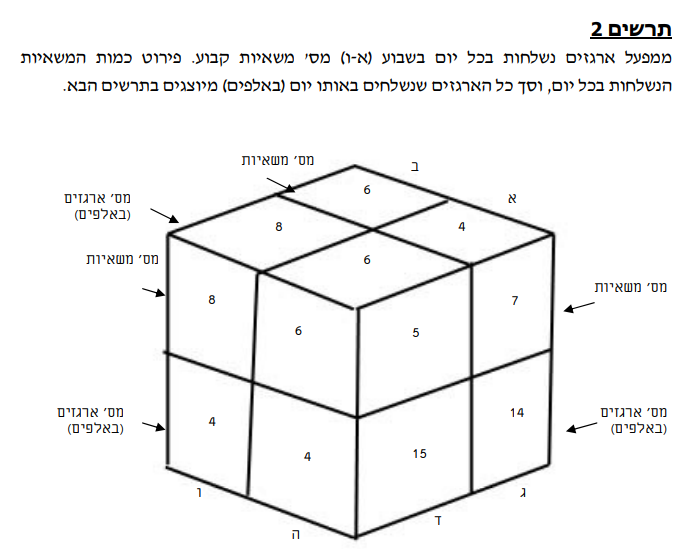 תרשים 2
ממפעל ארגזים נשלחות בכל יום בשבוע (א-ו) מס׳ משאיות קבוע. פירוט כמות המשאיות
הנשלחות בכל יום, וסך כל הארגזים שנשלחים באותו יום (באלפים) מיוצגים בתרשים הבא.
מס׳ משאיות
ב
6
מס׳ ארגזים
(באלפים)
א
8
4
מס׳ משאיות
6
מס׳ משאיות
8
7
6
5
מס׳ ארגזים
(באלפים)
מס׳ ארגזים
(באלפים)
14
4
4
15
ו
ג
ד
ה